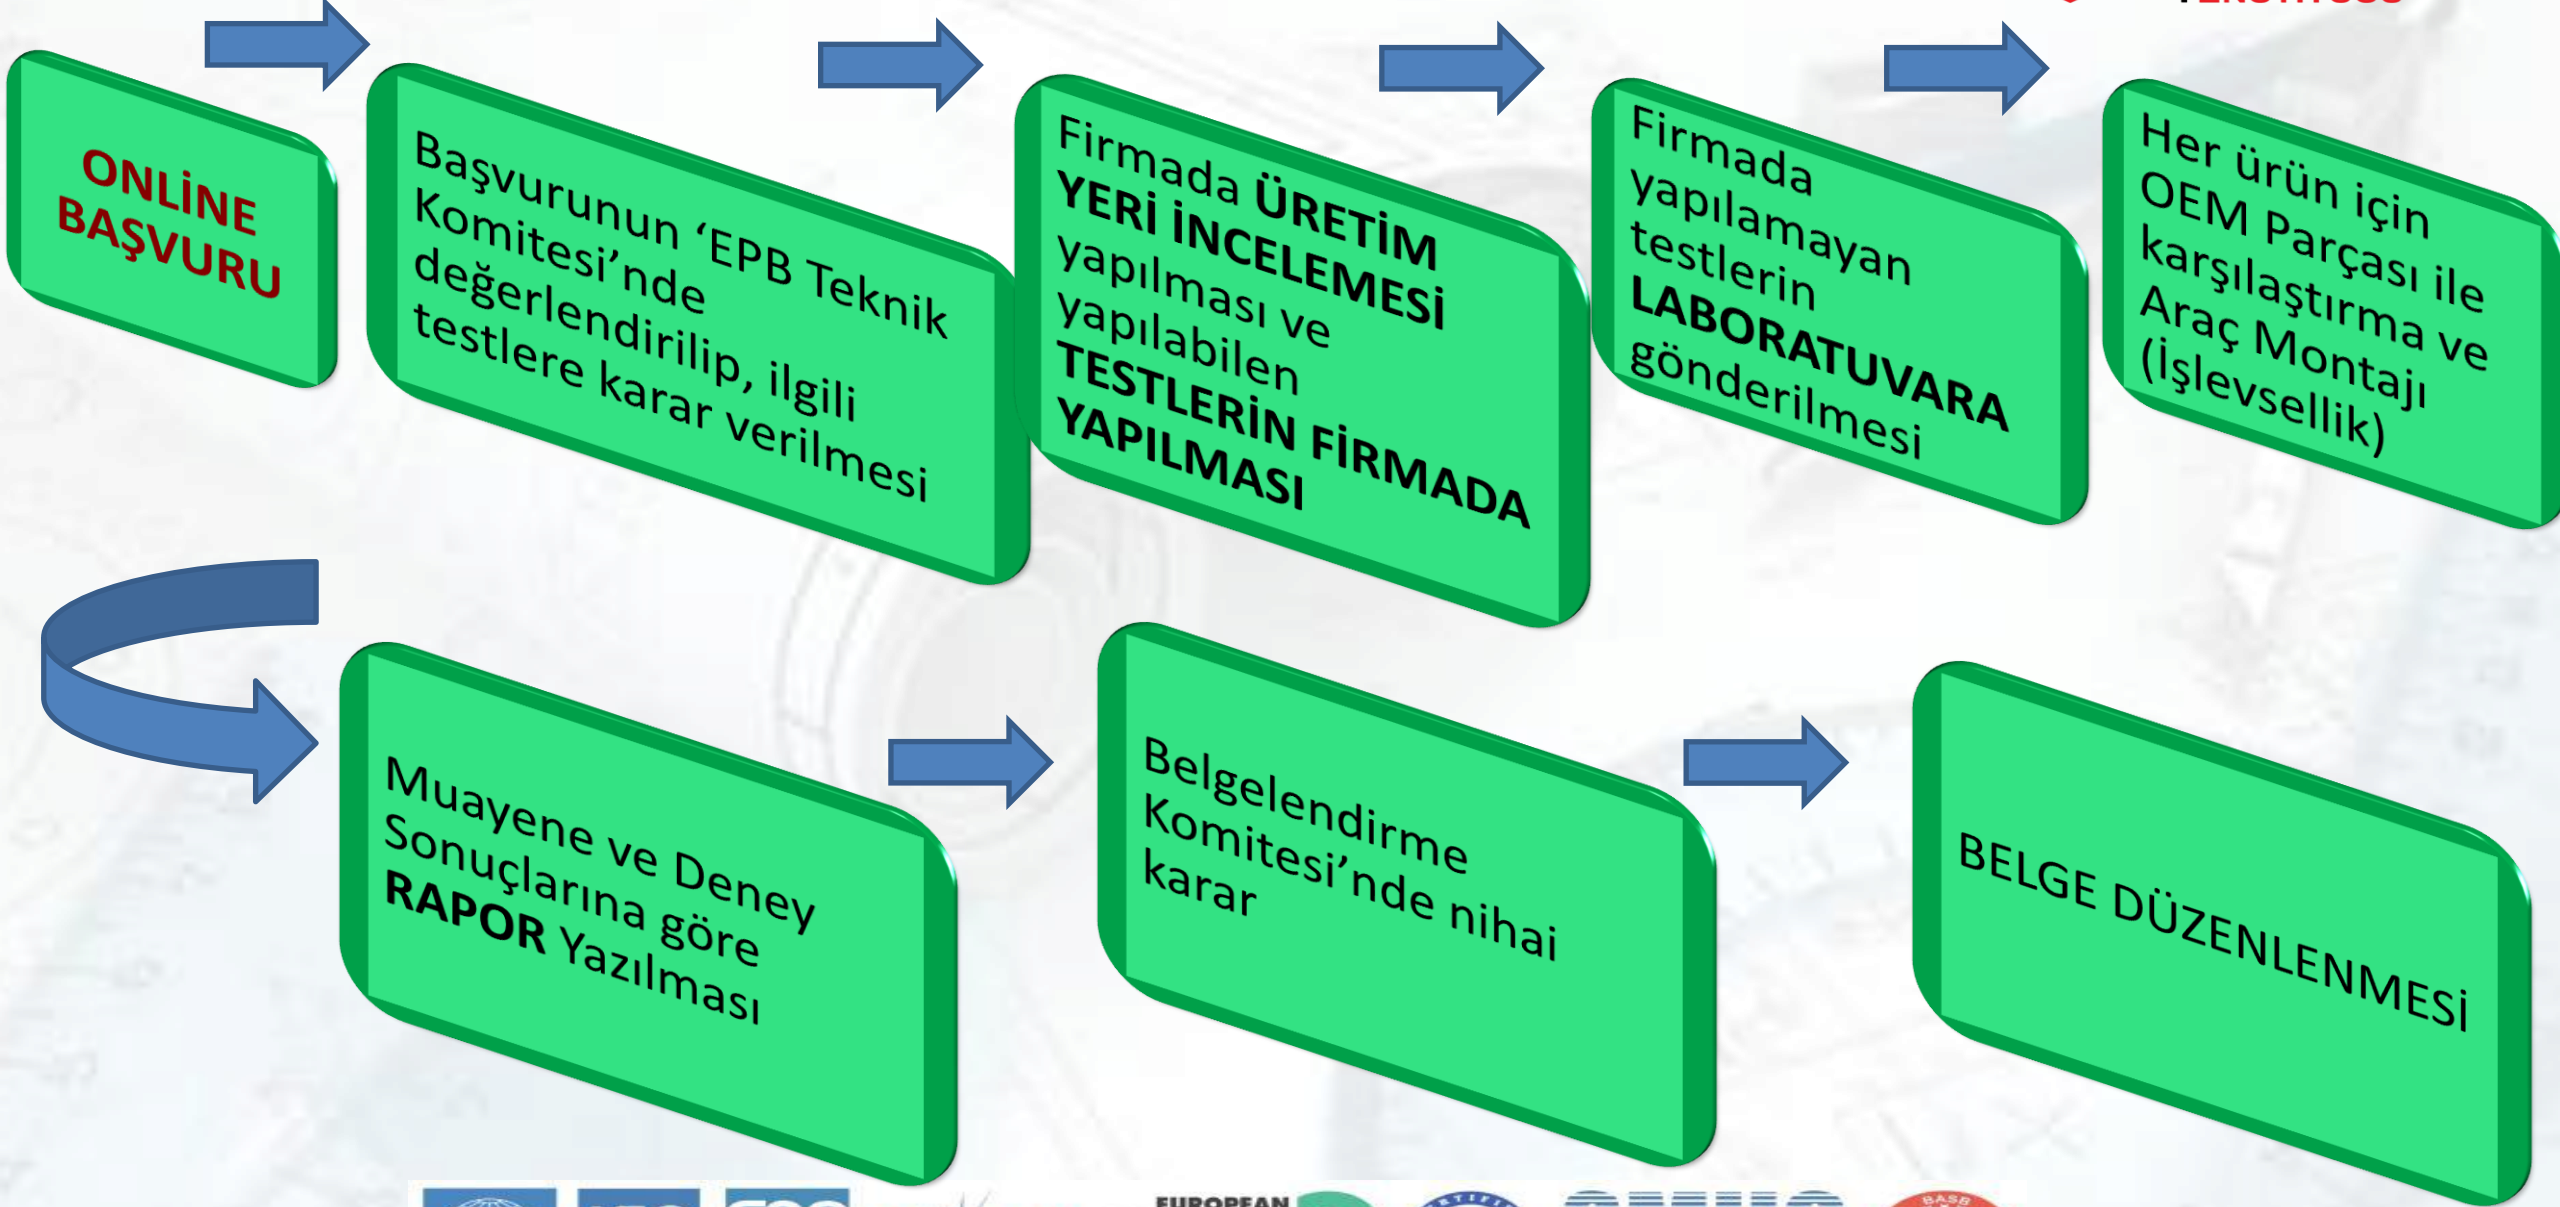 ONLİNE
BAŞVURU
Başvurunun ‘EPB Teknik
Komitesi’nde
değerlendirilip, ilgili
testlere karar verilmesi
Firmada ÜRETİM
YERİ İNCELEMESİ
yapılması ve
yapılabilen
TESTLERİN FİRMADA
YAPILMASI
Firmada
yapılamayan
testlerin
LABORATUVARA
gönderilmesi
Her ürün için
OEM Parçası ile
karşılaştırma ve
Araç Montajı
(İşlevsellik)
Muayene ve Deney
Sonuçlarına göre
RAPOR Yazılması
Belgelendirme
Komitesi’nde nihai
karar
BELGE DÜZENLENMESİ
EUROPEAN
BASB